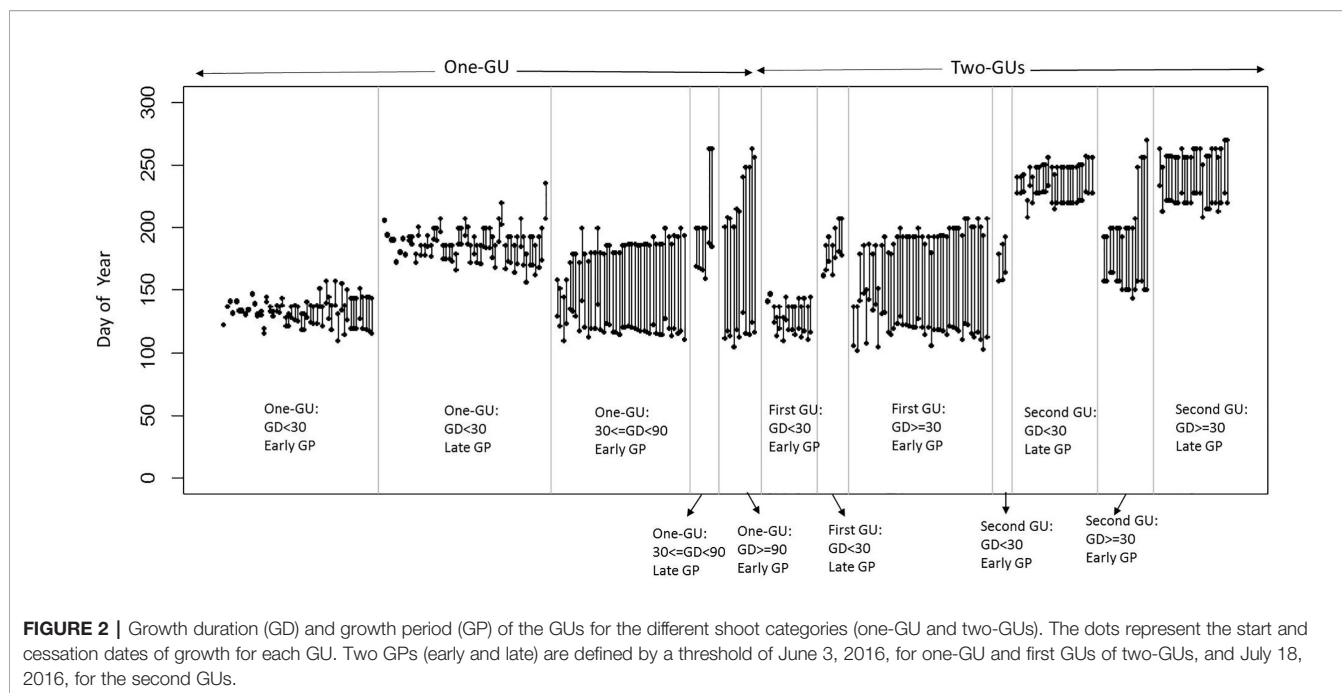 One-GU
Two-GUs
300
250
200
150
100
50
0
Day of Year
One-GU:
GD<30
Early GP
One-GU:
GD<30
Late GP
One-GU:
30<=GD<90
Early GP
First GU:
GD<30
Early GP
First GU:
GD>=30
Early GP
Second GU:
GD<30
Late GP
Second GU:
GD>=30
Late GP
One-GU:
30<=GD<90
Late GP
One-GU:
GD>=90
Early GP
First GU:
GD<30
Late GP
Second GU:
GD<30
Early GP
Second GU:
GD>=30
Early GP
FIGURE 2 | Growth duration (GD) and growth period (GP) of the GUs for the different shoot categories (one-GU and two-GUs). The dots represent the start and
cessation dates of growth for each GU. Two GPs (early and late) are defined by a threshold of June 3, 2016, for one-GU and first GUs of two-GUs, and July 18,
2016, for the second GUs.